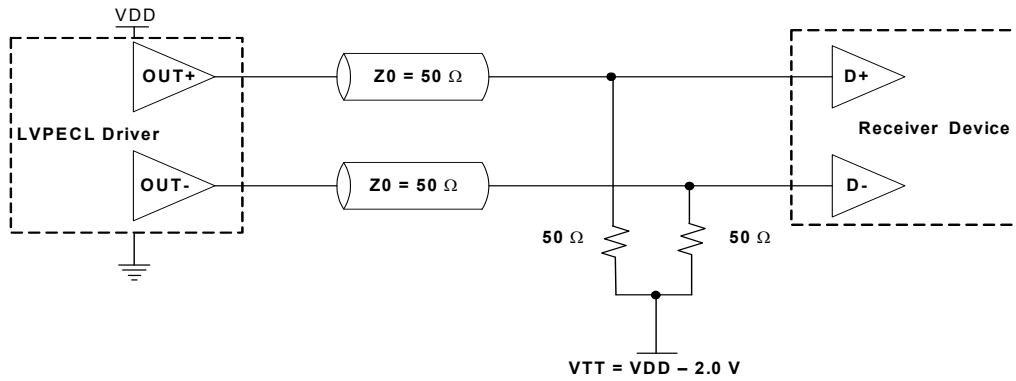 VDD
OUT+
Z0 = 50 Ω
D+
LVPECL Driver
Receiver Device
OUT-
Z0 = 50 Ω
D-
50 Ω
50 Ω
VTT = VDD – 2.0 V